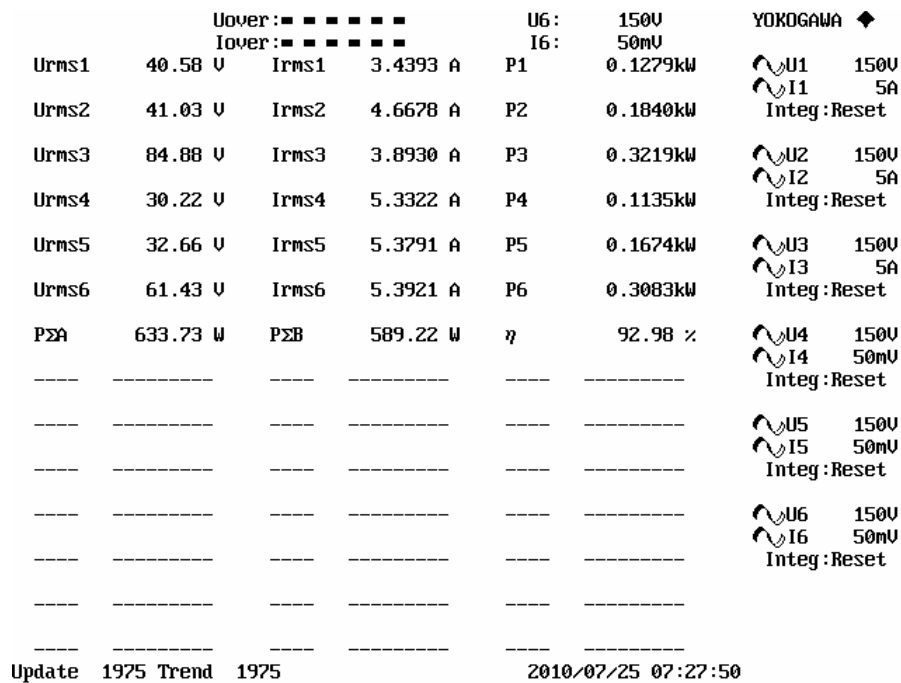 Uover: U6: 150V YOKOGAWA
Iover: I6: 50mV
Urms1 40.58 V Irms1 3.4393 A P1 0.1279kW U1 150V
I1 5A
Urms2 41.03 V Irms2 4.6678 A P2 0.1840kW Integ:Reset
Urms3 84.88 V Irms3 3.8930 A P3 0.3219kW U2 150V
I2 5A
Urms4 30.22 V Irms4 5.3322 A P4 0.1135kW Integ:Reset
Urms5 32.66 V Irms5 5.3791 A P5 0.1674kW U3 150V
I3 5A
Urms6 61.43 V Irms6 5.3921 A P6 0.3083kW Integ:Reset
PΣA 633.73 W PΣB 589.22 W η 92.98 % U4 150V
I4 50mV
---- --------- ---- --------- ---- --------- Integ:Reset
---- --------- ---- --------- ---- --------- U5 150V
I5 50mV
---- --------- ---- --------- ---- --------- Integ:Reset
---- --------- ---- --------- ---- --------- U6 150V
I6 50mV
---- --------- ---- --------- ---- --------- Integ:Reset
---- --------- ---- --------- ---- ---------
---- --------- ---- --------- ---- ---------
Update 1975 Trend 1975 2010/07/25 07:27:50